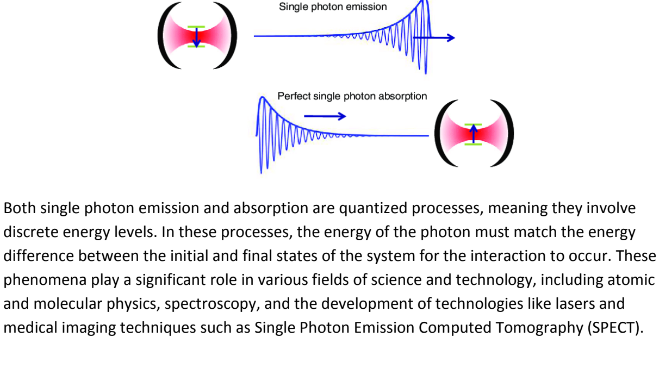 Single photon emission
Perfect single photon absorption
Both single photon emission and absorption are quantized processes, meaning they involve
discrete energy levels. In these processes, the energy of the photon must match the energy
difference between the initial and final states of the system for the interaction to occur. These
phenomena play a significant role in various fields of science and technology, including atomic
and molecular physics, spectroscopy, and the development of technologies like lasers and
medical imaging techniques such as Single Photon Emission Computed Tomography (SPECT).